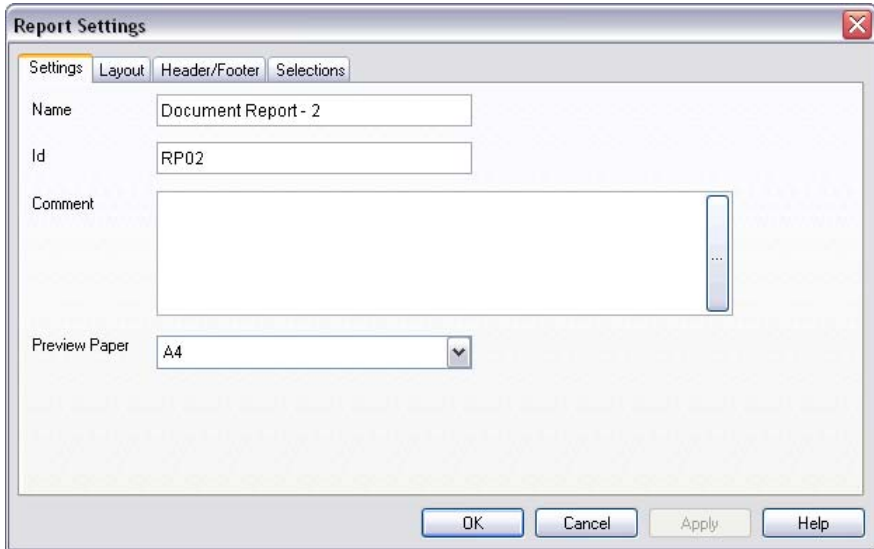 Report Settings
Settings Layout Header/Footer Selections
Name Document Report - 2
Id RP02
Comment
...
Preview Paper A4
OK Cancel Apply Help